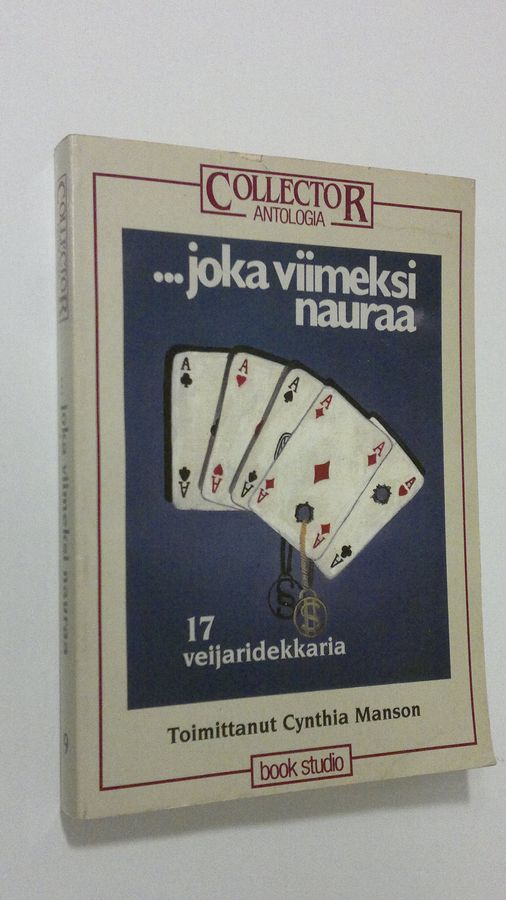 COLLECTOR
ANTOLOGIA
...joka viimeksi
nauraa
A
A
A
A
A
A
A
A
A
A
17
veijaridekkaria
Toimittanut Cynthia Manson
book studio
COLLECTOR
... joka viimeksi nauraa
9